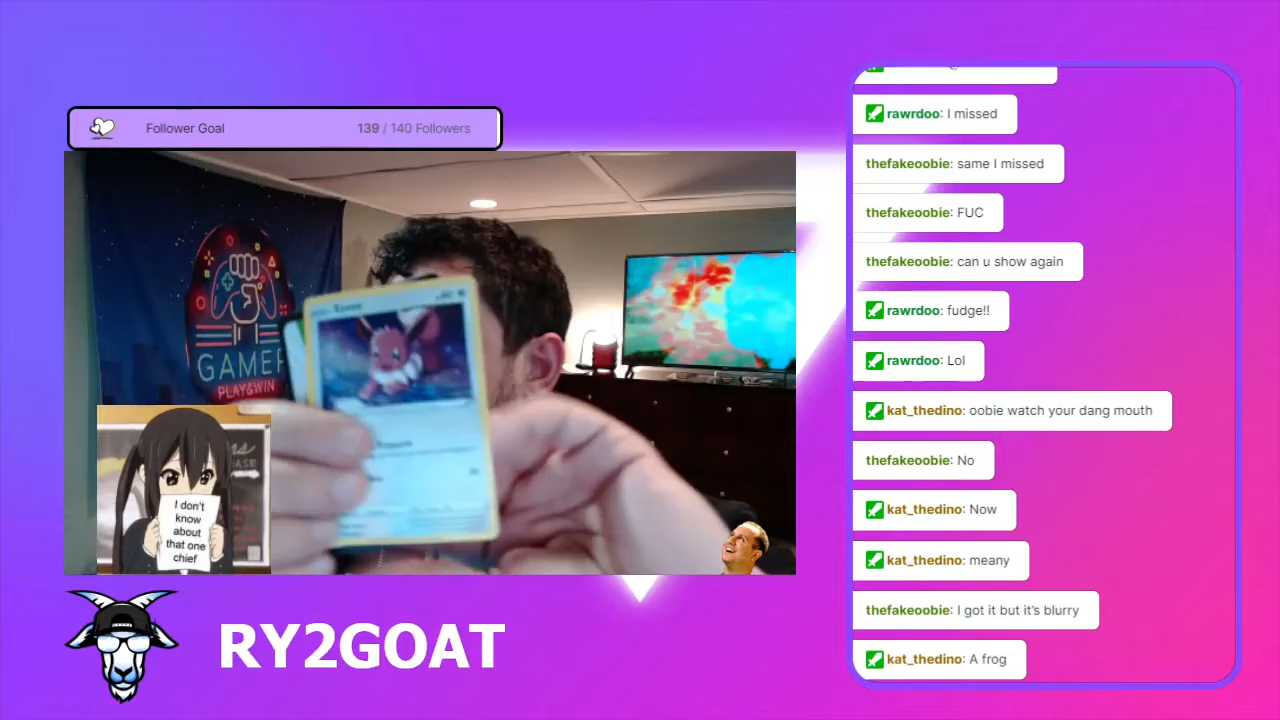 Follower Goal
139 / 140 Followers
GAMER
PLAY&WIN
I don't
know
about
that one
chief
RY2GOAT
rawrdoo: I missed
thefakeoobie: same I missed
thefakeoobie: FUC
thefakeoobie: can u show again
rawrdoo: fudge!!
rawrdoo: Lol
kat_thedino: oobie watch your dang mouth
thefakeoobie: No
kat_thedino: Now
kat_thedino: meany
thefakeoobie: I got it but it's blurry
kat_thedino: A frog